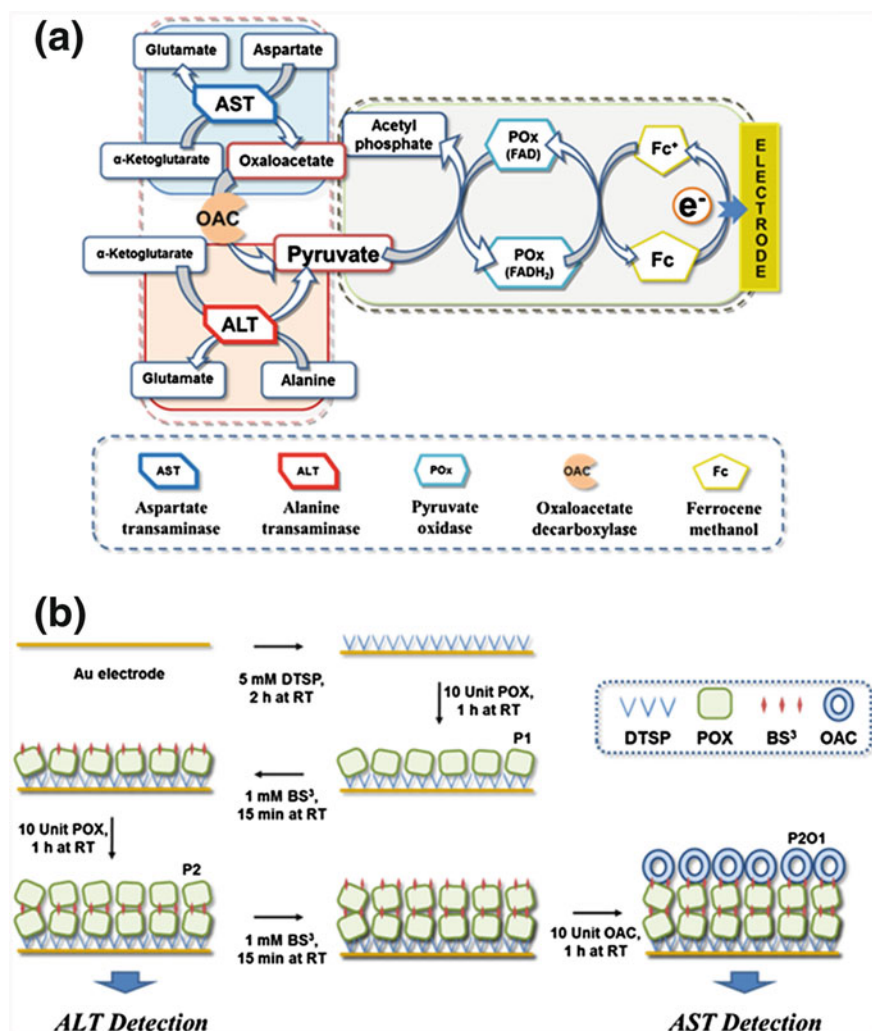 (a)
Glutamate
Aspartate
AST
α-Ketoglutarate
Oxaloacetate
Acetyl
phosphate
POx
(FAD)
Fc⁺
OAC
e⁻
ELECTRODE
α-Ketoglutarate
Pyruvate
POx
(FADH₂)
Fc
ALT
Glutamate
Alanine
AST
ALT
POx
OAC
Fc
Aspartate
transaminase
Alanine
transaminase
Pyruvate
oxidase
Oxaloacetate
decarboxylase
Ferrocene
methanol
(b)
Au electrode
5 mM DTSP,
2 h at RT
10 Unit POX,
1 h at RT
DTSP
POX
BS³
OAC
P1
1 mM BS³,
15 min at RT
10 Unit POX,
1 h at RT
P2
1 mM BS³,
15 min at RT
10 Unit OAC,
1 h at RT
P2O1
ALT Detection
AST Detection